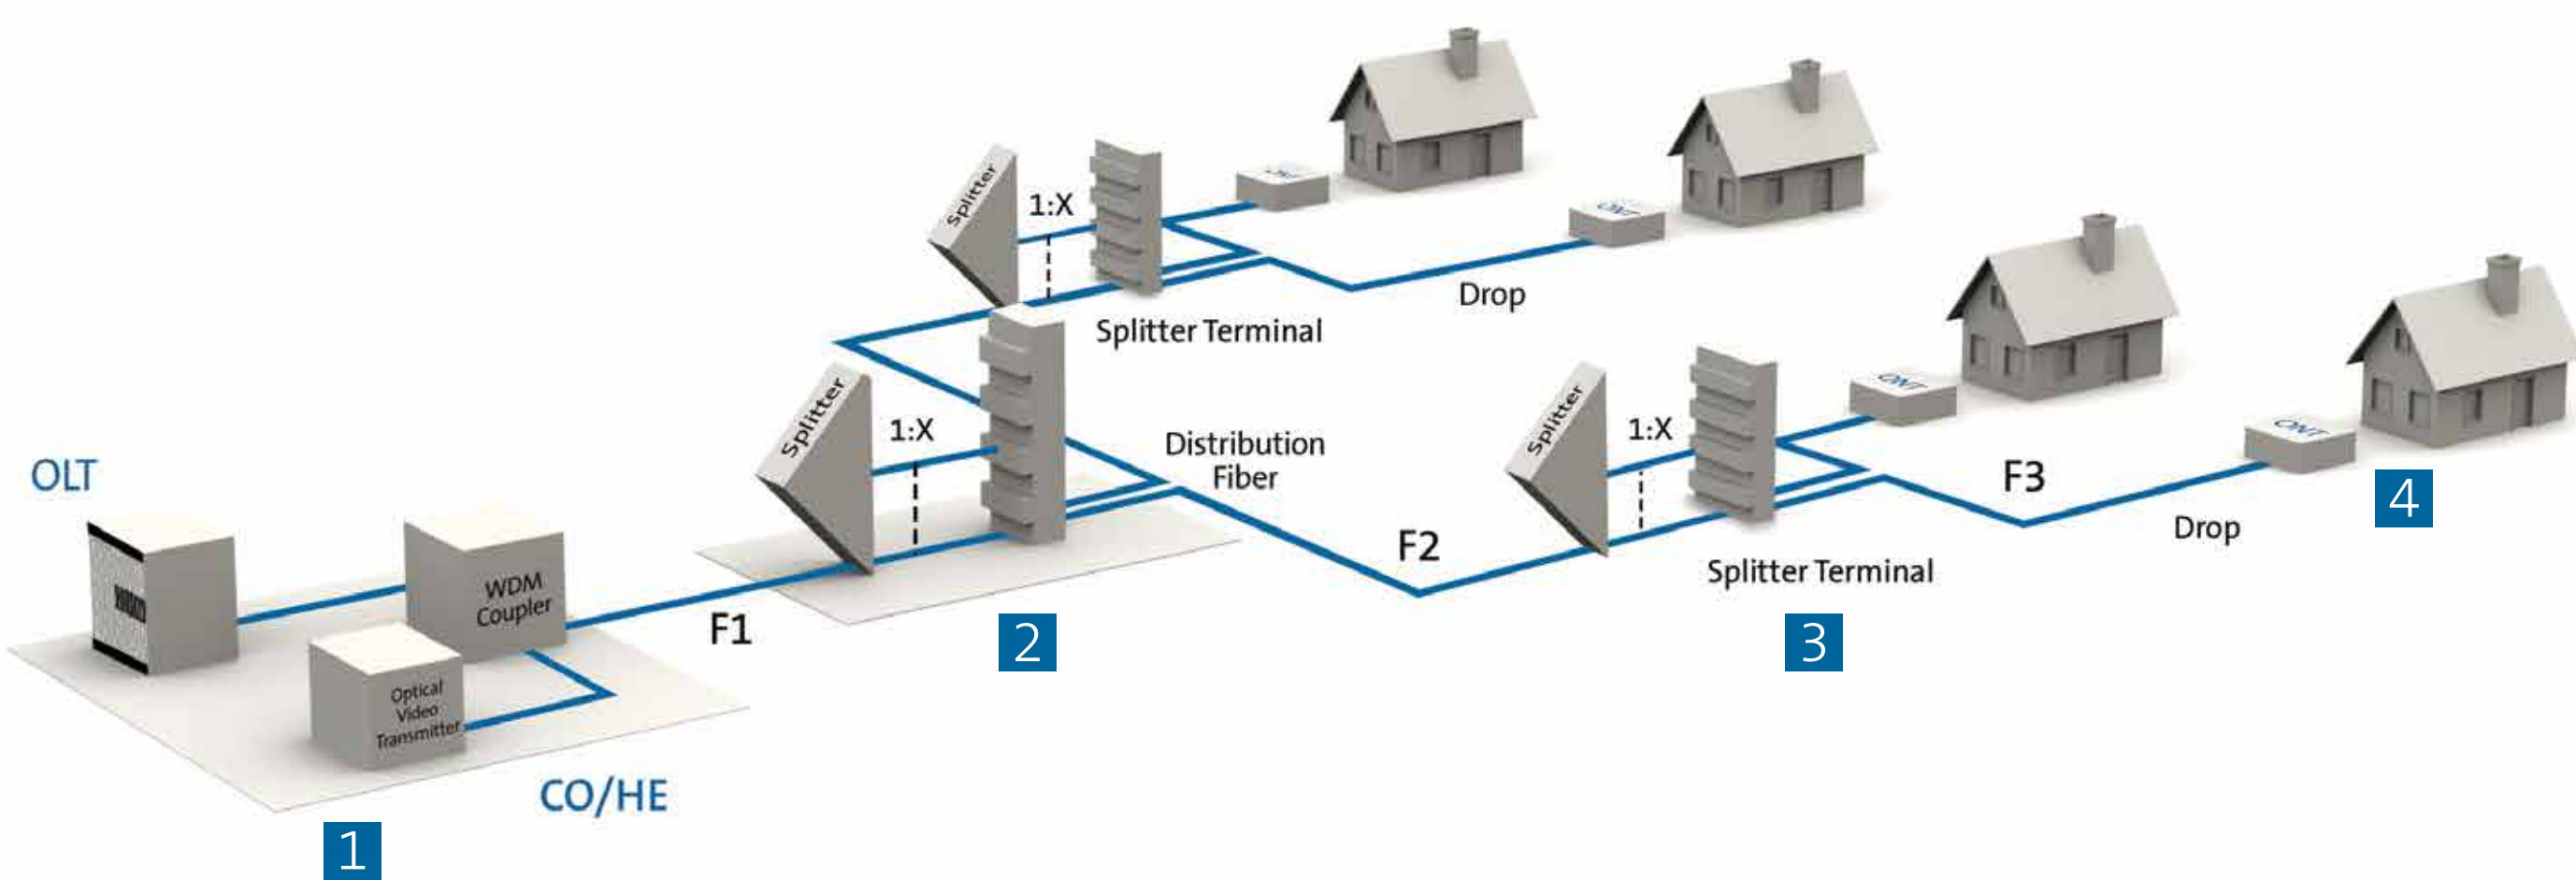 Splitter
1:X
ONT
ONT
Drop
Splitter Terminal
Splitter
1:X
Distribution
Fiber
Splitter
1:X
ONT
ONT
F3
Drop
4
OLT
WDM
Coupler
F1
F2
Splitter Terminal
2
3
Optical
Video
Transmitter
CO/HE
1